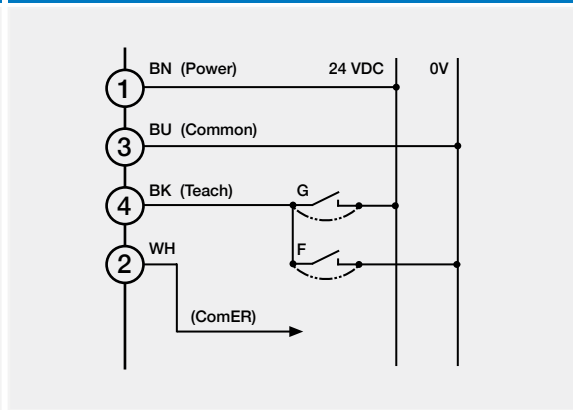 BN (Power) 24 VDC 0V
1
BU (Common)
3
BK (Teach) G
4
WH F
2
(ComER)